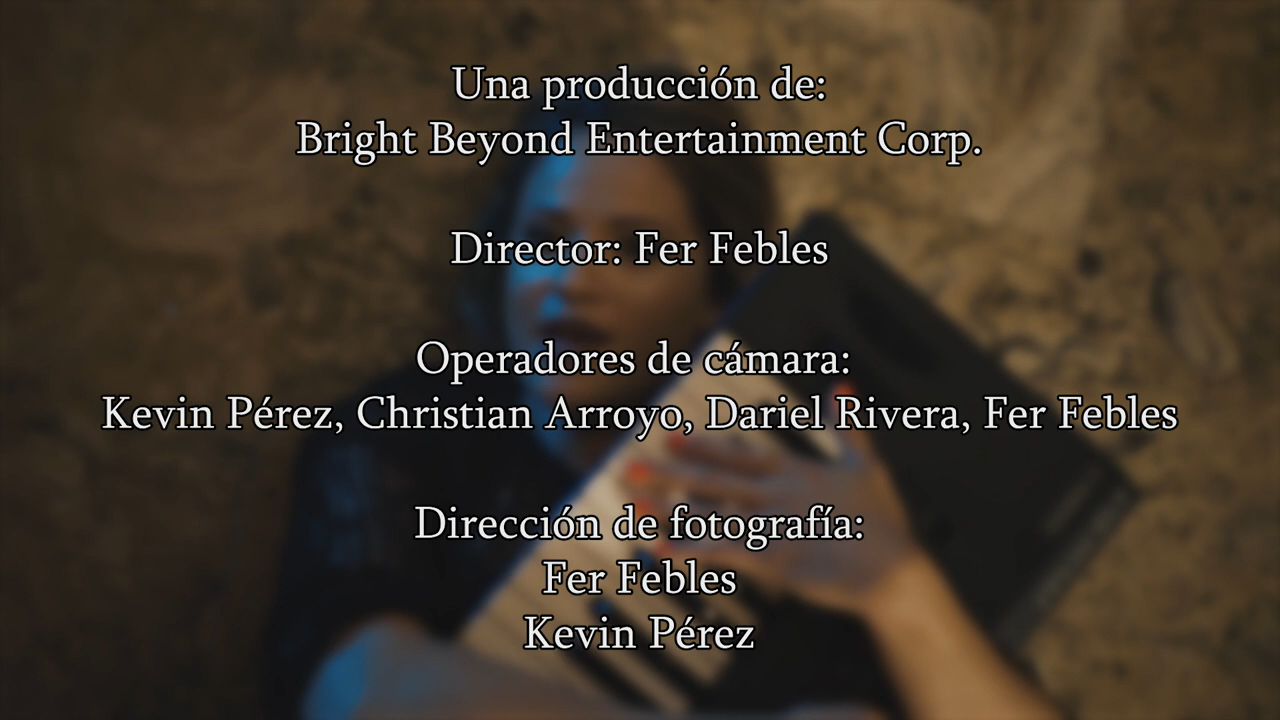 Una producción de:
Bright Beyond Entertainment Corp.
Director: Fer Febles
Operadores de cámara:
Kevin Pérez, Christian Arroyo, Dariel Rivera, Fer Febles
Dirección de fotografía:
Fer Febles
Kevin Pérez